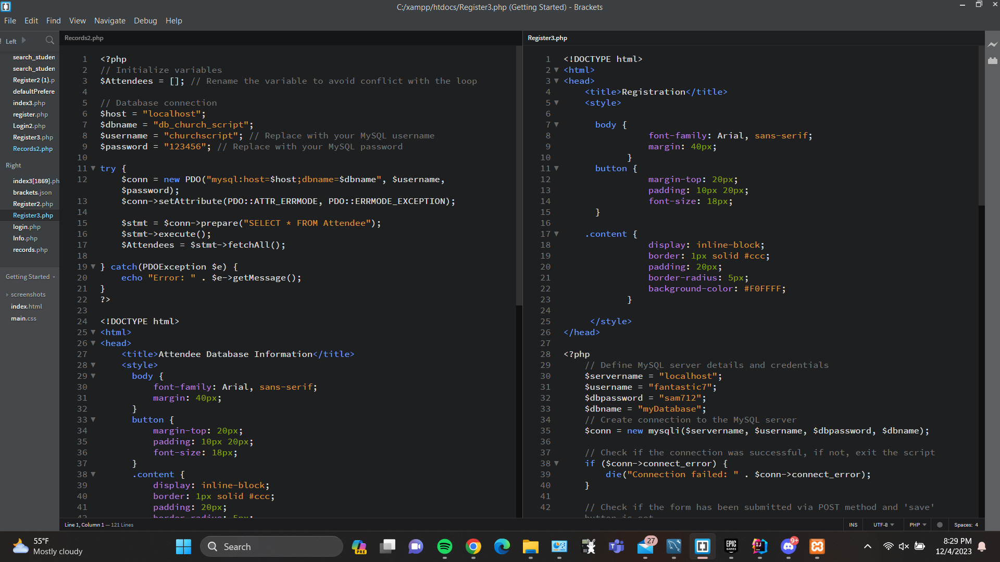 C:/xampp/htdocs/Register3.php (Getting Started) - Brackets
File Edit Find View Navigate Debug Help
Left
search_studen
search_studen
Register2 (1).p
defaultPrefere
index3.php
register.php
Login2.php
Register3.php
Records2.php
Right
index3[1869].ph
brackets.json
Register2.php
Register3.php
login.php
Info.php
records.php
Getting Started
screenshots
index.html
main.css
Records2.php
1 <?php
2 // Initialize variables
3 $Attendees = []; // Rename the variable to avoid conflict with the loop
4
5 // Database connection
6 $host = "localhost";
7 $dbname = "db_church_script";
8 $username = "churchscript"; // Replace with your MySQL username
9 $password = "123456"; // Replace with your MySQL password
10
11 try {
12 $conn = new PDO("mysql:host=$host;dbname=$dbname", $username,
$password);
13 $conn->setAttribute(PDO::ATTR_ERRMODE, PDO::ERRMODE_EXCEPTION);
14
15 $stmt = $conn->prepare("SELECT * FROM Attendee");
16 $stmt->execute();
17 $Attendees = $stmt->fetchAll();
18
19 } catch(PDOException $e) {
20 echo "Error: " . $e->getMessage();
21 }
22 ?>
23
24 <!DOCTYPE html>
25 <html>
26 <head>
27 <title>Attendee Database Information</title>
28 <style>
29 body {
30 font-family: Arial, sans-serif;
31 margin: 40px;
32 }
33 button {
34 margin-top: 20px;
35 padding: 10px 20px;
36 font-size: 18px;
37 }
38 .content {
39 display: inline-block;
40 border: 1px solid #ccc;
41 padding: 20px;
42 border-radius: 5px;
Register3.php
1 <!DOCTYPE html>
2 <html>
3 <head>
4 <title>Registration</title>
5 <style>
6
7 body {
8 font-family: Arial, sans-serif;
9 margin: 40px;
10 }
11 button {
12 margin-top: 20px;
13 padding: 10px 20px;
14 font-size: 18px;
15 }
16
17 .content {
18 display: inline-block;
19 border: 1px solid #ccc;
20 padding: 20px;
21 border-radius: 5px;
22 background-color: #F0FFFF;
23 }
24
25 </style>
26 </head>
27
28 <?php
29 // Define MySQL server details and credentials
30 $servername = "localhost";
31 $username = "fantastic7";
32 $dbpassword = "sam712";
33 $dbname = "myDatabase";
34 // Create connection to the MySQL server
35 $conn = new mysqli($servername, $username, $dbpassword, $dbname);
36
37 // Check if the connection was successful, if not, exit the script
38 if ($conn->connect_error) {
39 die("Connection failed: " . $conn->connect_error);
40 }
41
42 // Check if the form has been submitted via POST method and 'save'
button is set
Line 1, Column 1 — 121 Lines
INS UTF-8 PHP Spaces: 4
55°F
Mostly cloudy
Search
PRE
T
27
EPIC
GAMES
IJ
9+
8:29 PM
12/4/2023